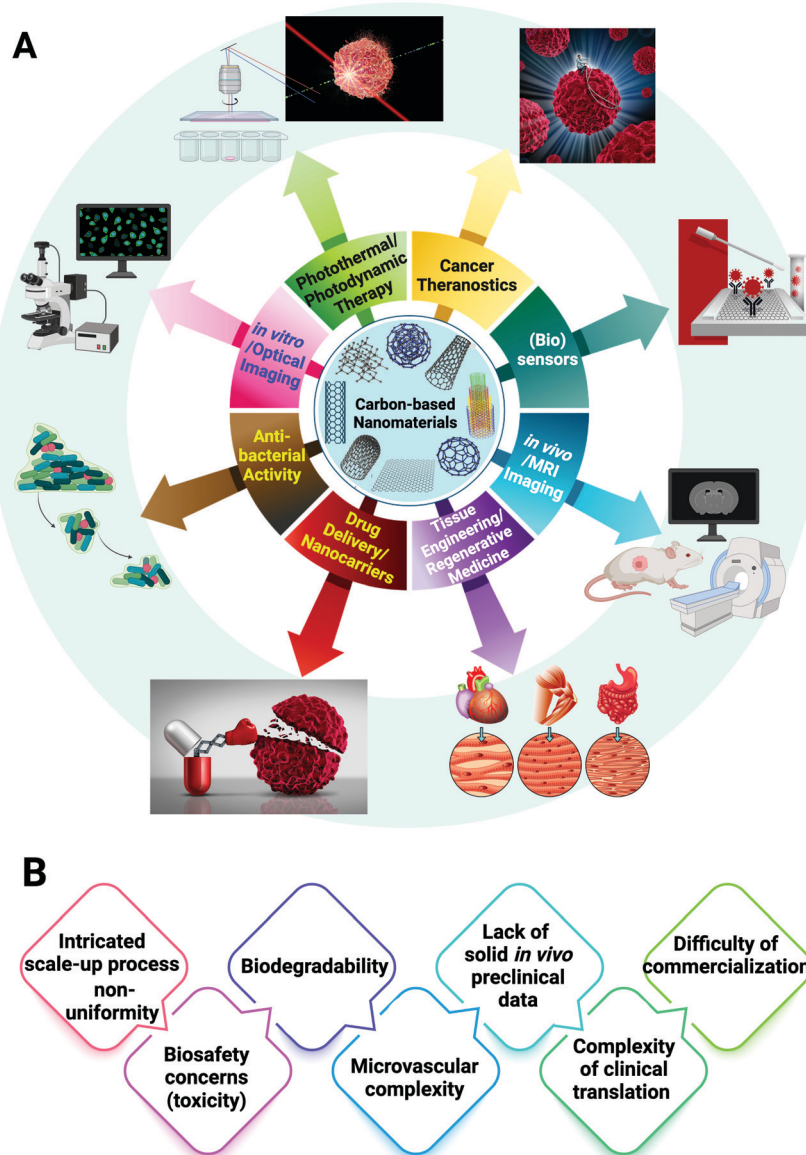 A
Photothermal/
Photodynamic
Therapy
Cancer
Theranostics
(Bio)
sensors
in vivo
/MRI
Imaging
Tissue
Engineering/
Regenerative
Medicine
Drug
Delivery/
Nanocarriers
Anti-
bacterial
Activity
in vitro
/Optical
Imaging
Carbon-based
Nanomaterials
B
Intricated
scale-up process
non-
uniformity
Biosafety
concerns
(toxicity)
Biodegradability
Microvascular
complexity
Lack of
solid in vivo
preclinical
data
Complexity
of clinical
translation
Difficulty of
commercialization